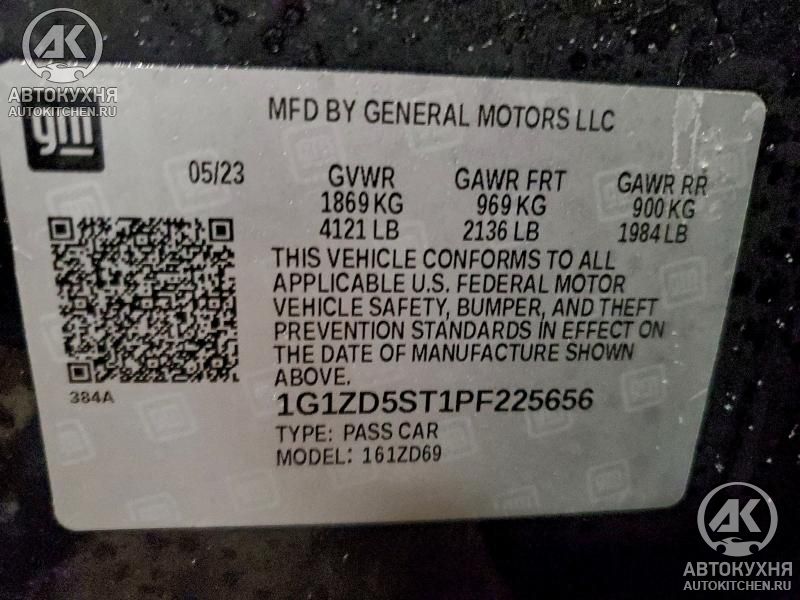 АК
АВТОКУХНЯ
AUTOKITCHEN.RU
gm
MFD BY GENERAL MOTORS LLC
05/23 GVWR GAWR FRT GAWR RR
1869 KG 969 KG 900 KG
4121 LB 2136 LB 1984 LB
THIS VEHICLE CONFORMS TO ALL
APPLICABLE U.S. FEDERAL MOTOR
VEHICLE SAFETY, BUMPER, AND THEFT
PREVENTION STANDARDS IN EFFECT ON
THE DATE OF MANUFACTURE SHOWN
ABOVE.
384A
1G1ZD5ST1PF225656
TYPE: PASS CAR
MODEL: 161ZD69
АК
АВТОКУХНЯ
AUTOKITCHEN.RU